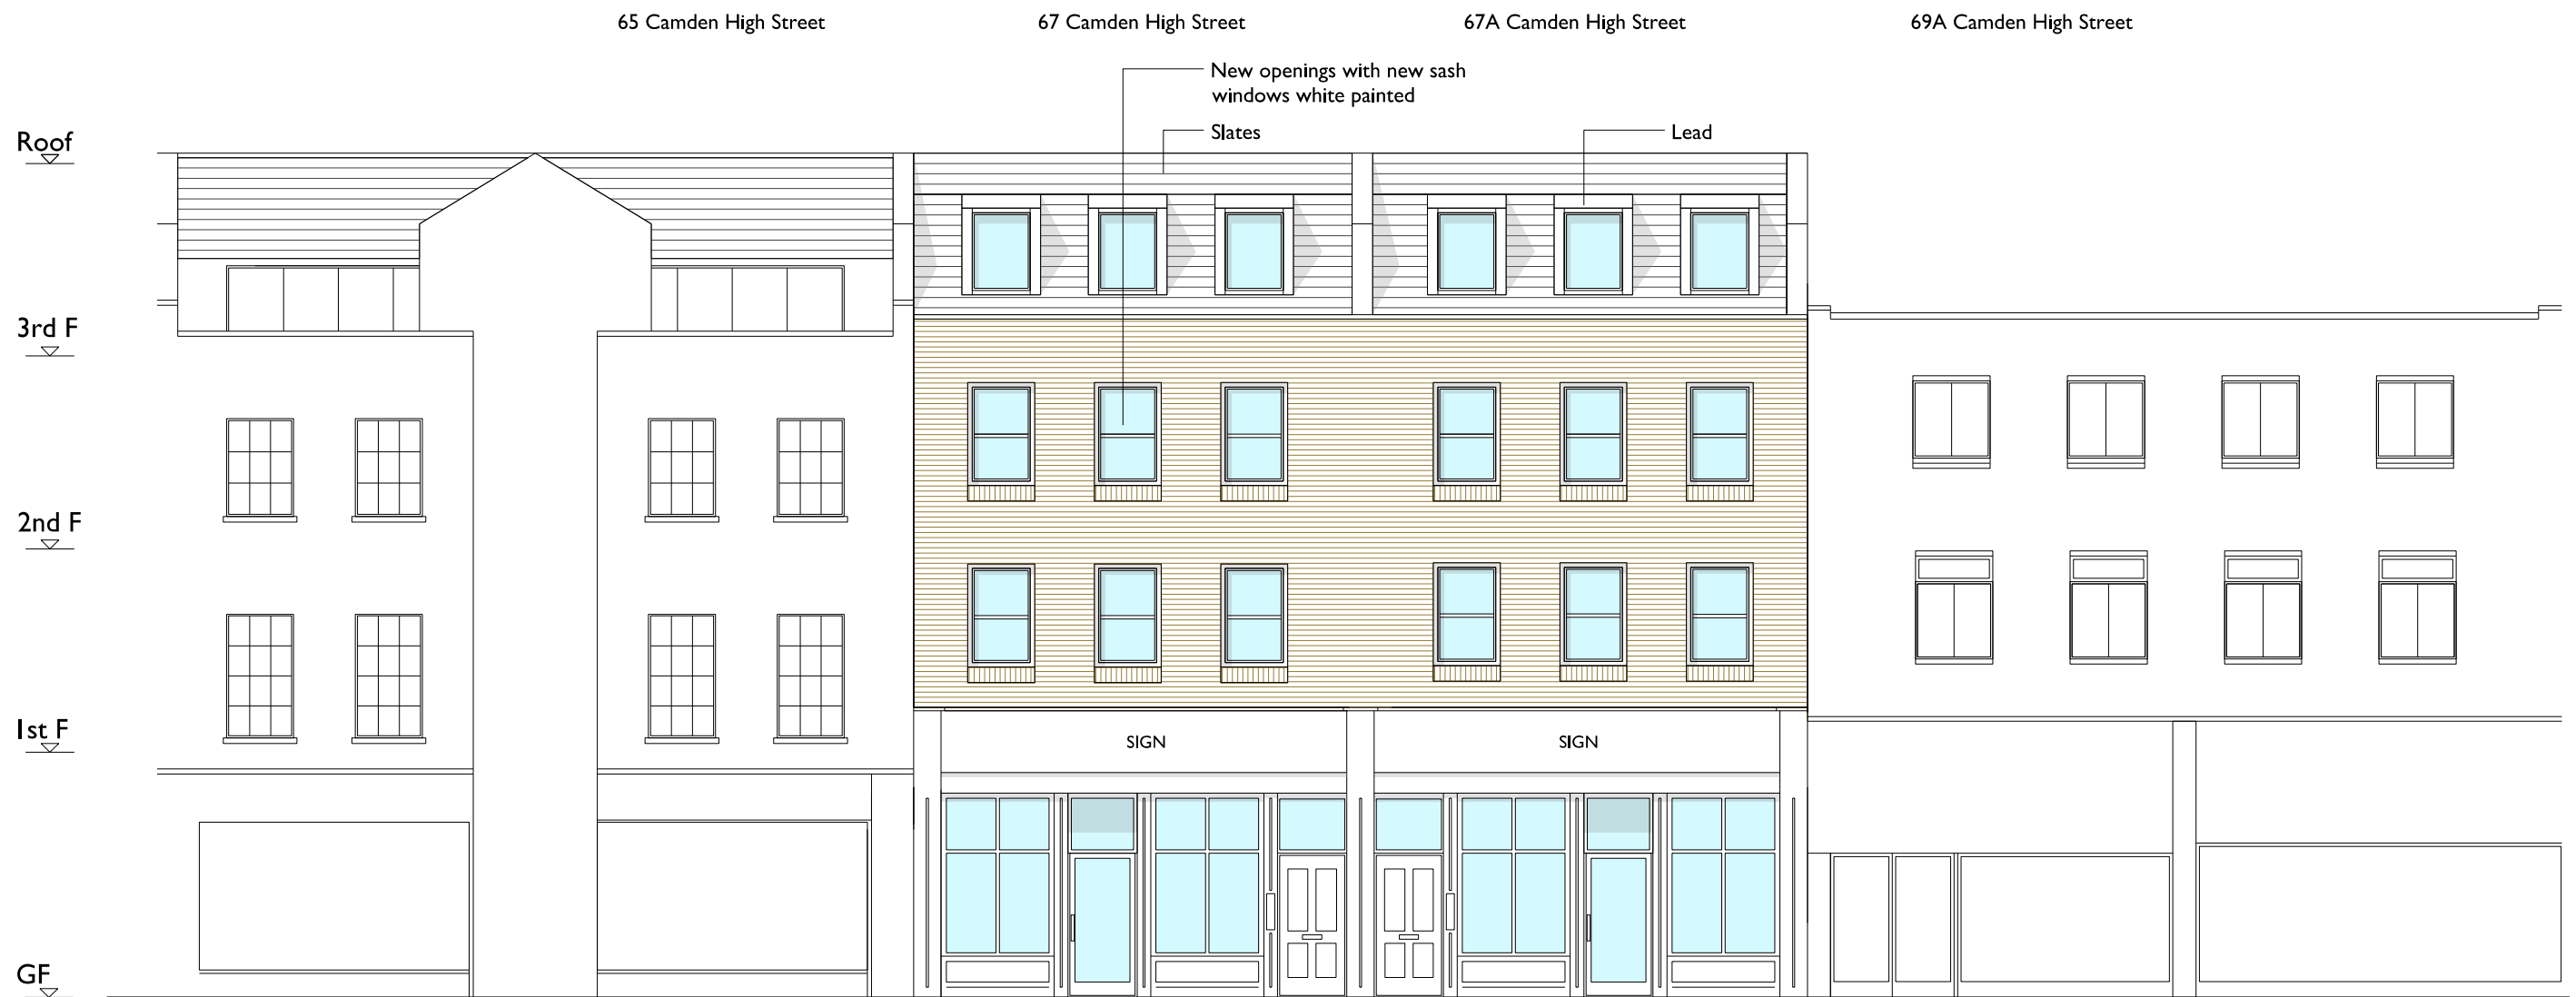 65 Camden High Street
67 Camden High Street
67A Camden High Street
69A Camden High Street
New openings with new sash
windows white painted
Slates
Lead
Roof
3rd F
2nd F
1st F
SIGN
SIGN
GF